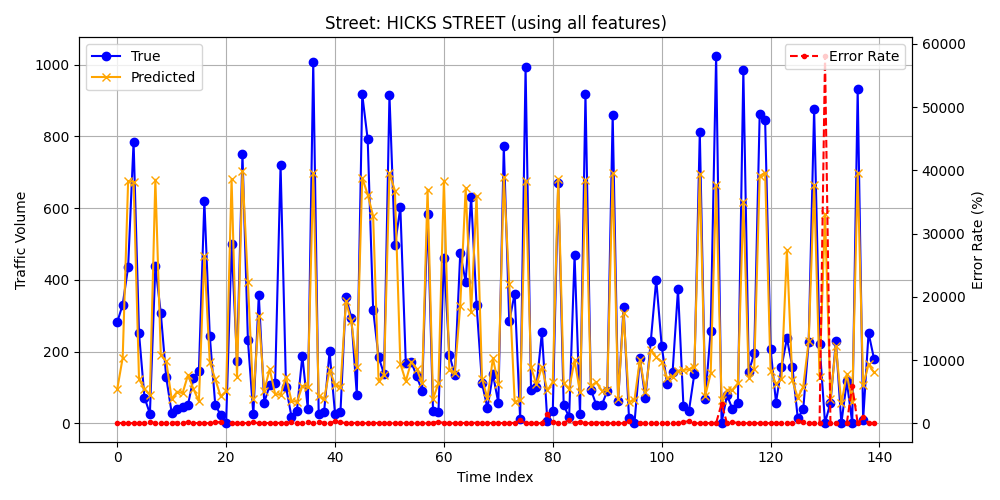 Street: HICKS STREET (using all features)
True
Predicted
Error Rate
1000
800
600
400
200
0
Traffic Volume
60000
50000
40000
30000
20000
10000
0
Error Rate (%)
0 20 40 60 80 100 120 140
Time Index